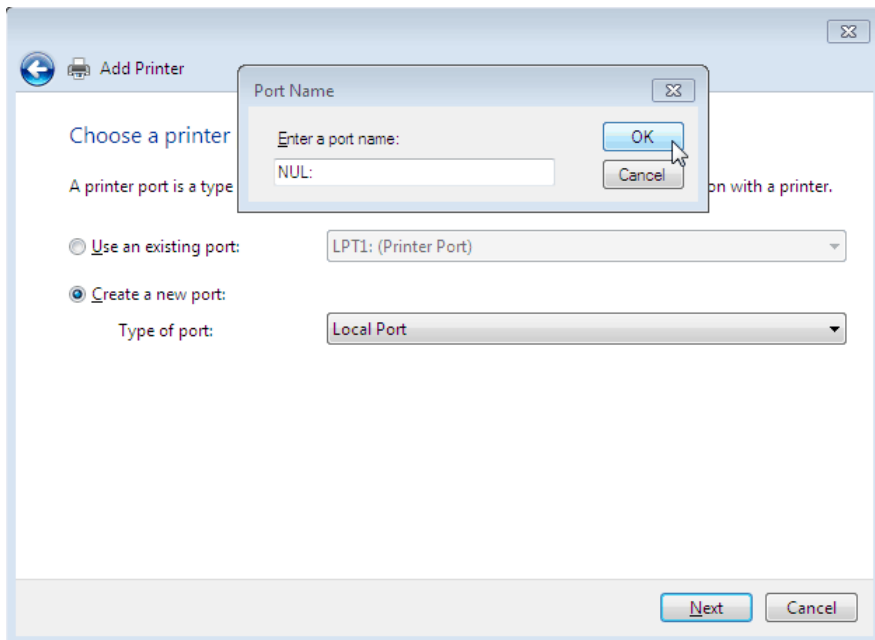 Add Printer
Port Name
Enter a port name:
OK
NUL:
Cancel
Choose a printer
A printer port is a type
on with a printer.
Use an existing port:
LPT1: (Printer Port)
Create a new port:
Type of port:
Local Port
Next
Cancel